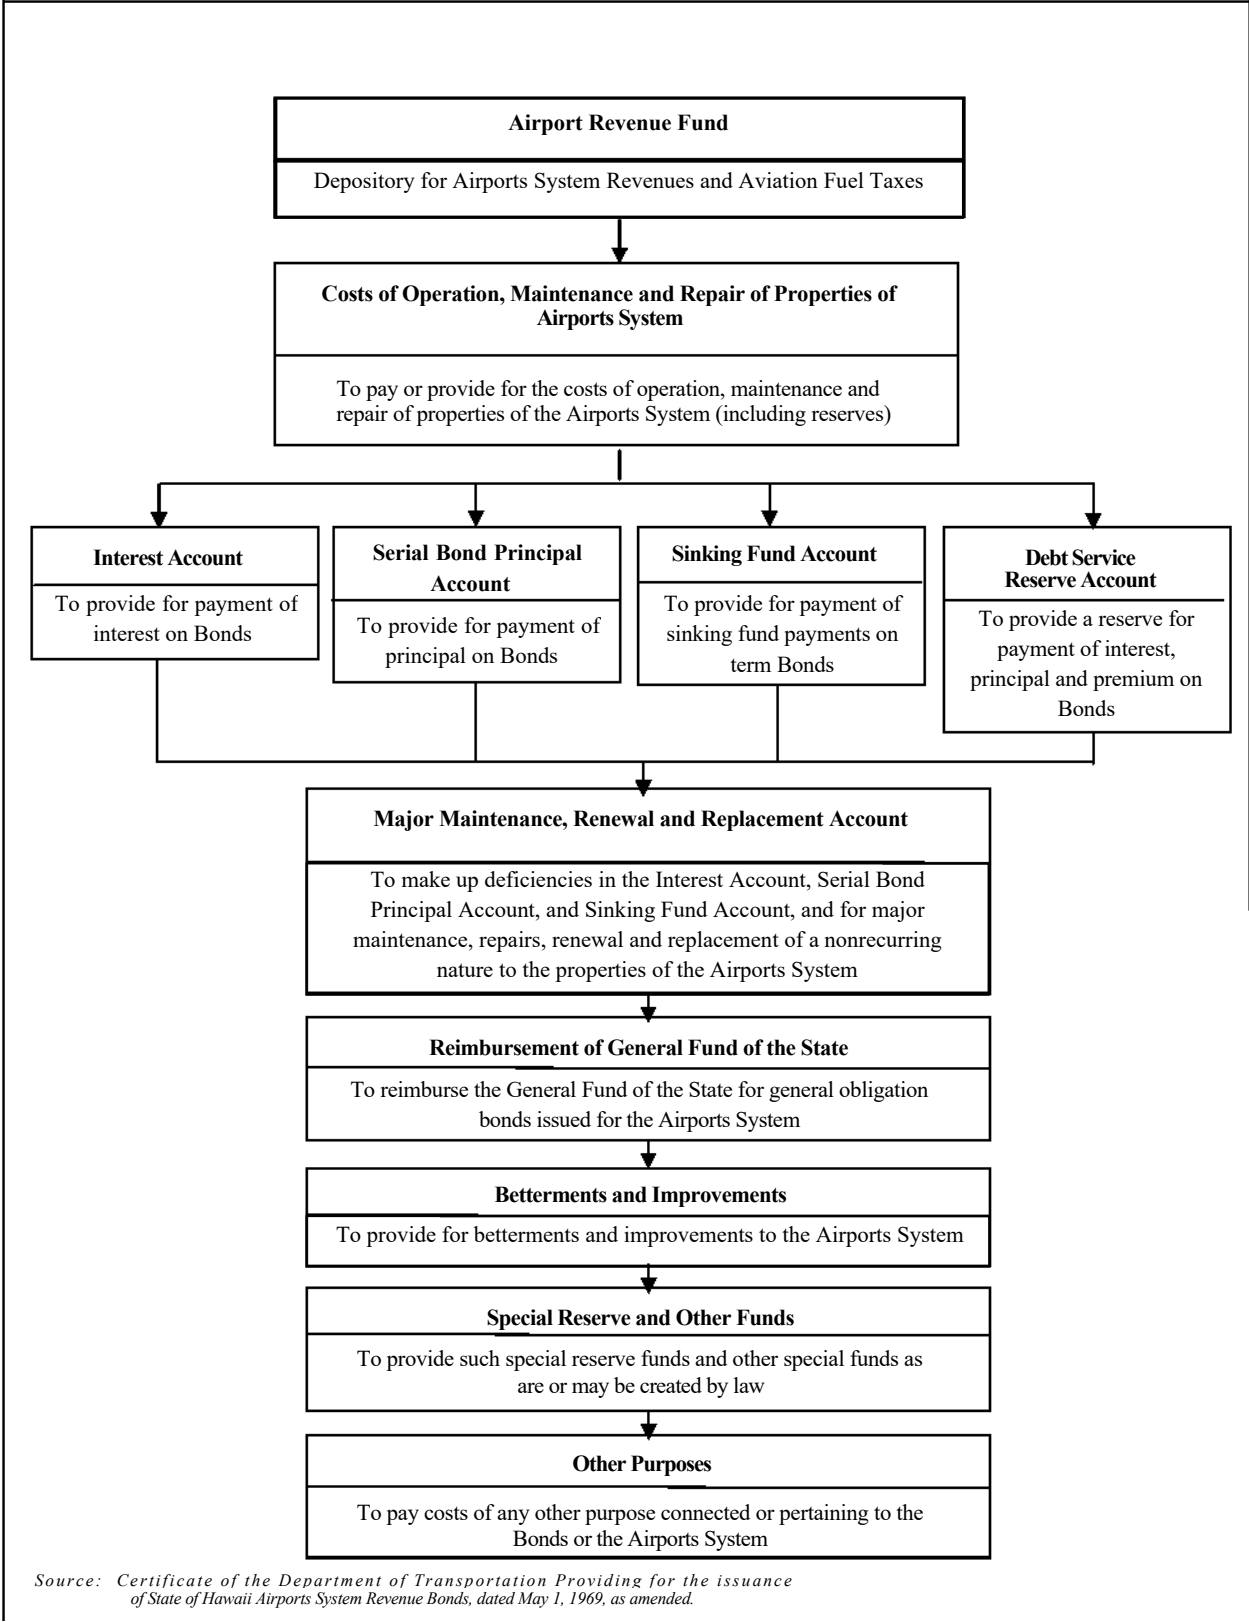 Airport Revenue Fund
Depository for Airports System Revenues and Aviation Fuel Taxes
Costs of Operation, Maintenance and Repair of Properties of
Airports System
To pay or provide for the costs of operation, maintenance and
repair of properties of the Airports System (including reserves)
Interest Account
To provide for payment of
interest on Bonds
Serial Bond Principal
Account
To provide for payment of
principal on Bonds
Sinking Fund Account
To provide for payment of
sinking fund payments on
term Bonds
Debt Service
Reserve Account
To provide a reserve for
payment of interest,
principal and premium on
Bonds
Major Maintenance, Renewal and Replacement Account
To make up deficiencies in the Interest Account, Serial Bond
Principal Account, and Sinking Fund Account, and for major
maintenance, repairs, renewal and replacement of a nonrecurring
nature to the properties of the Airports System
Reimbursement of General Fund of the State
To reimburse the General Fund of the State for general obligation
bonds issued for the Airports System
Betterments and Improvements
To provide for betterments and improvements to the Airports System
Special Reserve and Other Funds
To provide such special reserve funds and other special funds as
are or may be created by law
Other Purposes
To pay costs of any other purpose connected or pertaining to the
Bonds or the Airports System
Source: Certificate of the Department of Transportation Providing for the issuance
of State of Hawaii Airports System Revenue Bonds, dated May 1, 1969, as amended.